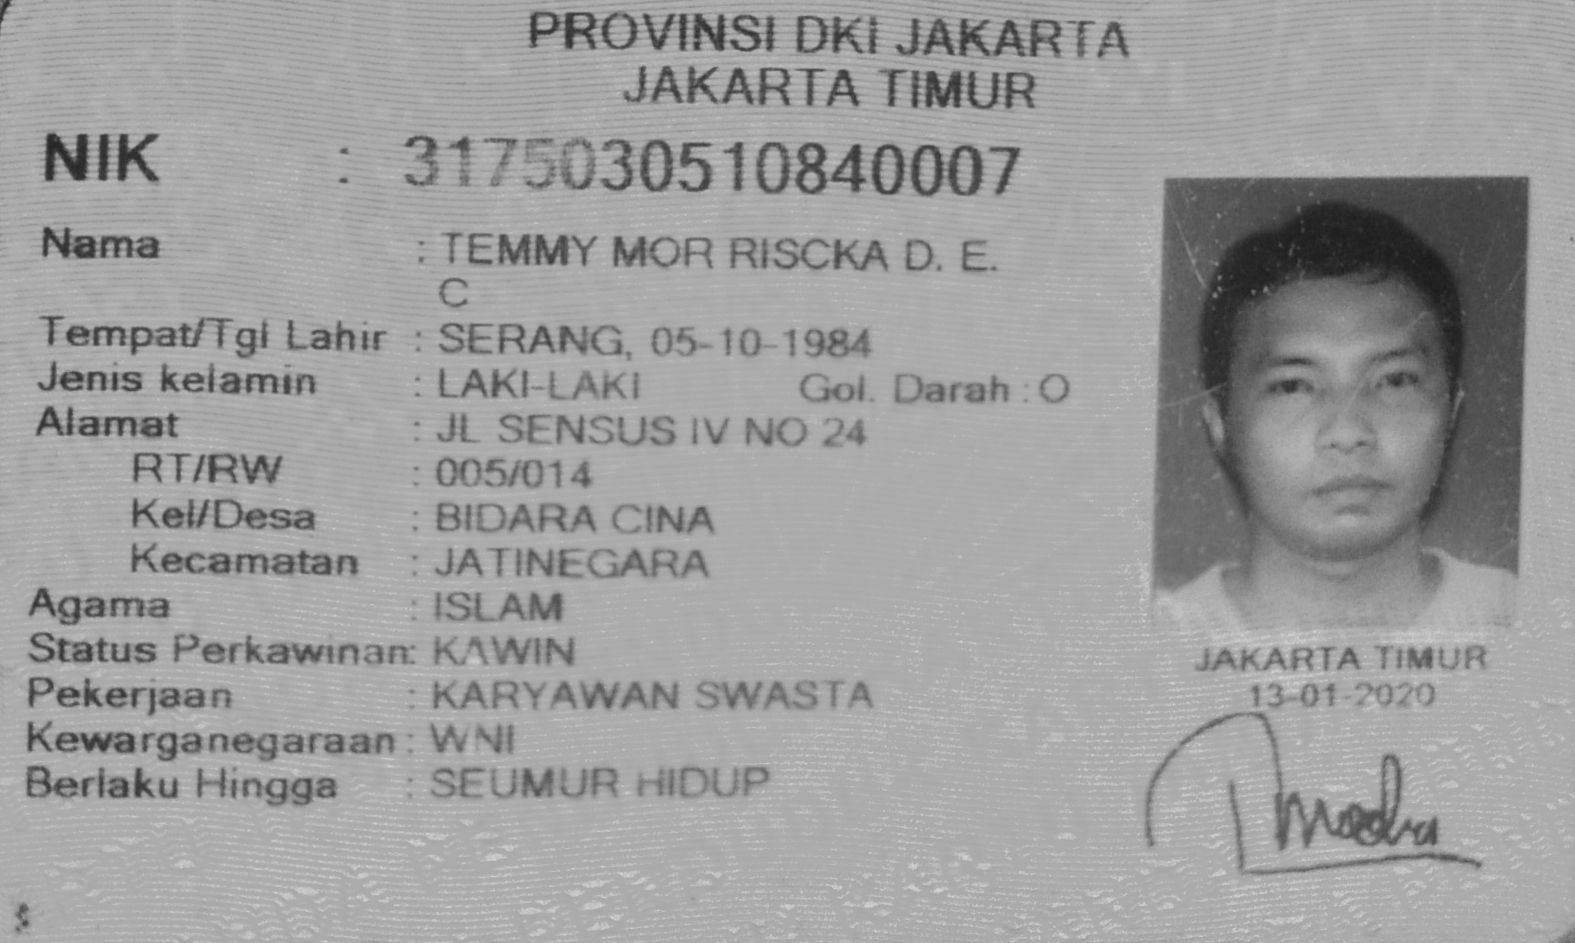 PROVINSI DKI JAKARTA
JAKARTA TIMUR
NIK : 3175030510840007
Nama : TEMMY MOR RISCKA D. E.
C
Tempat/Tgl Lahir : SERANG, 05-10-1984
Jenis kelamin : LAKI-LAKI Gol. Darah : O
Alamat : JL SENSUS IV NO 24
RT/RW : 005/014
Kel/Desa : BIDARA CINA
Kecamatan : JATINEGARA
Agama : ISLAM
Status Perkawinan: KAWIN
Pekerjaan : KARYAWAN SWASTA
Kewarganegaraan : WNI
Berlaku Hingga : SEUMUR HIDUP
JAKARTA TIMUR
13-01-2020